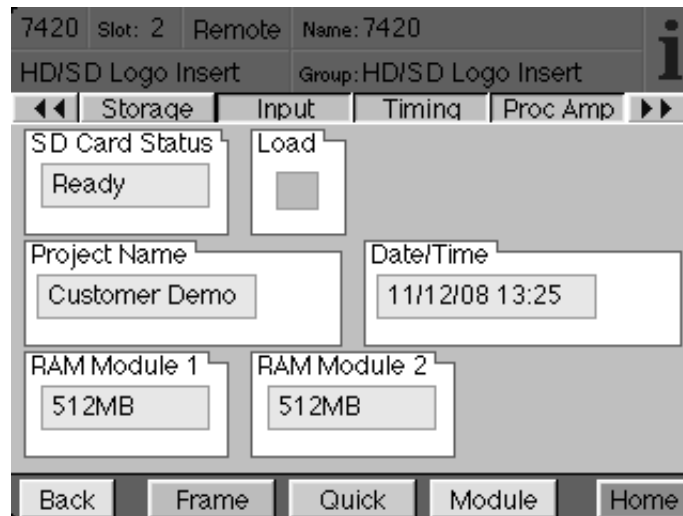 7420 Slot: 2 Remote Name: 7420
HD/SD Logo Insert Group: HD/SD Logo Insert
i
Storage Input Timing Proc Amp
SD Card Status Load
Ready
Project Name Date/Time
Customer Demo 11/12/08 13:25
RAM Module 1 RAM Module 2
512MB 512MB
Back Frame Quick Module Home